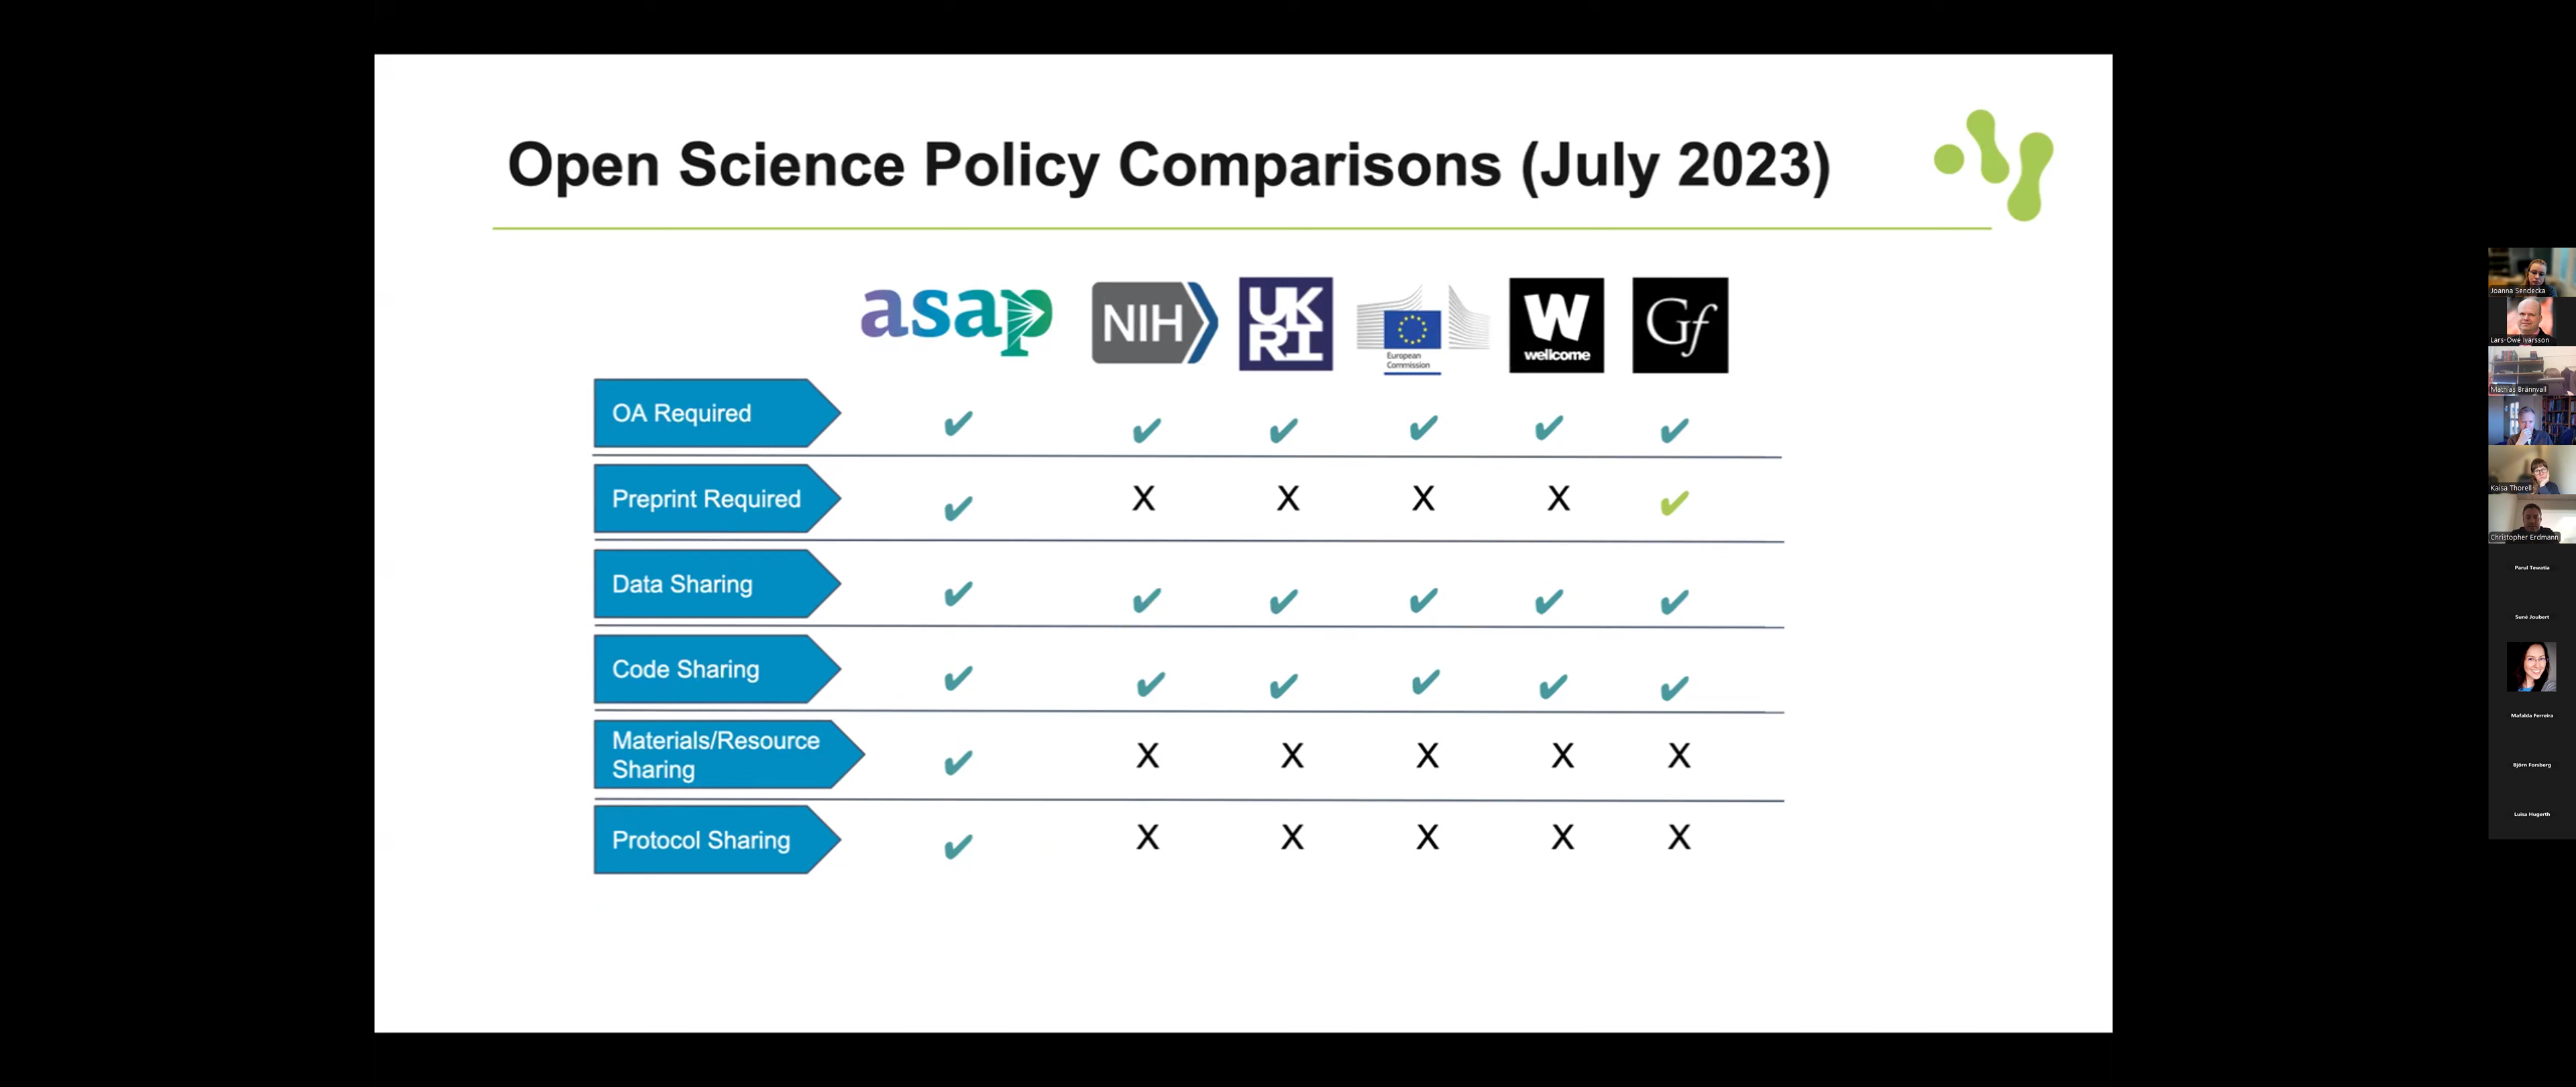 Open Science Policy Comparisons (July 2023)
asap
NIH
UK
RI
European
Commission
W
wellcome
Gf
OA Required
✔ ✔ ✔ ✔ ✔ ✔
Preprint Required
✔ X X X X ✔
Data Sharing
✔ ✔ ✔ ✔ ✔ ✔
Code Sharing
✔ ✔ ✔ ✔ ✔ ✔
Materials/Resource
Sharing
✔ X X X X X
Protocol Sharing
✔ X X X X X
Joanna Sendecka
Lars-Owe Ivarsson
Mathias Brännvall
Kaisa Thorell
Christopher Erdmann
Parul Tewatia
Suné Joubert
Mafalda Ferreira
Björn Forsberg
Luisa Hugerth